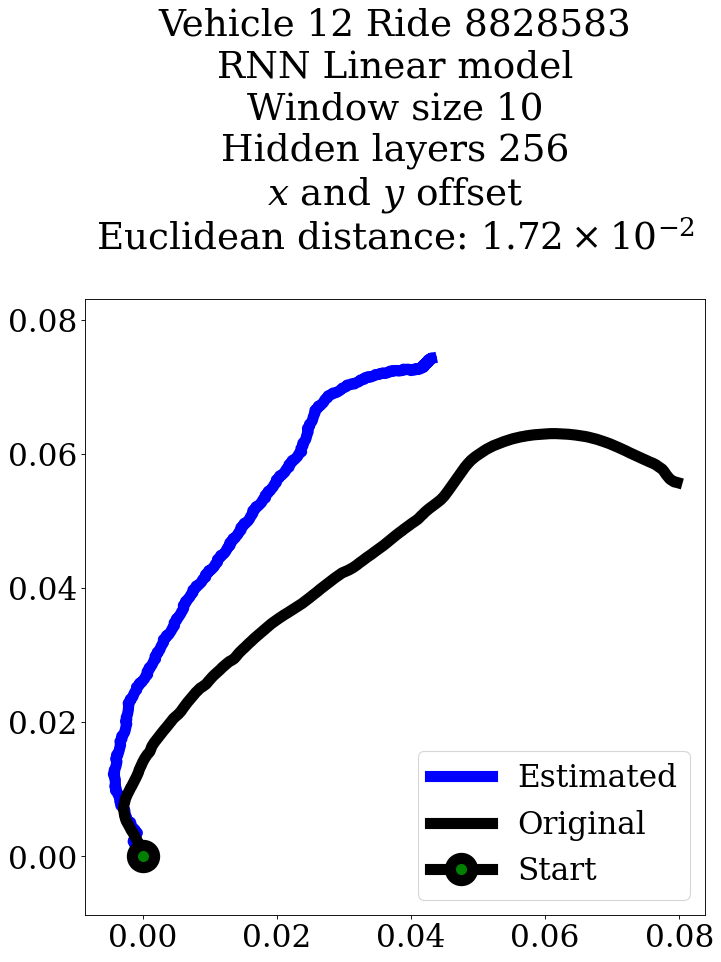 Vehicle 12 Ride 8828583
RNN Linear model
Window size 10
Hidden layers 256
x and y offset
Euclidean distance: 1.72 × 10⁻²
0.08
0.06
0.04
0.02
0.00
Estimated
Original
Start
0.00 0.02 0.04 0.06 0.08